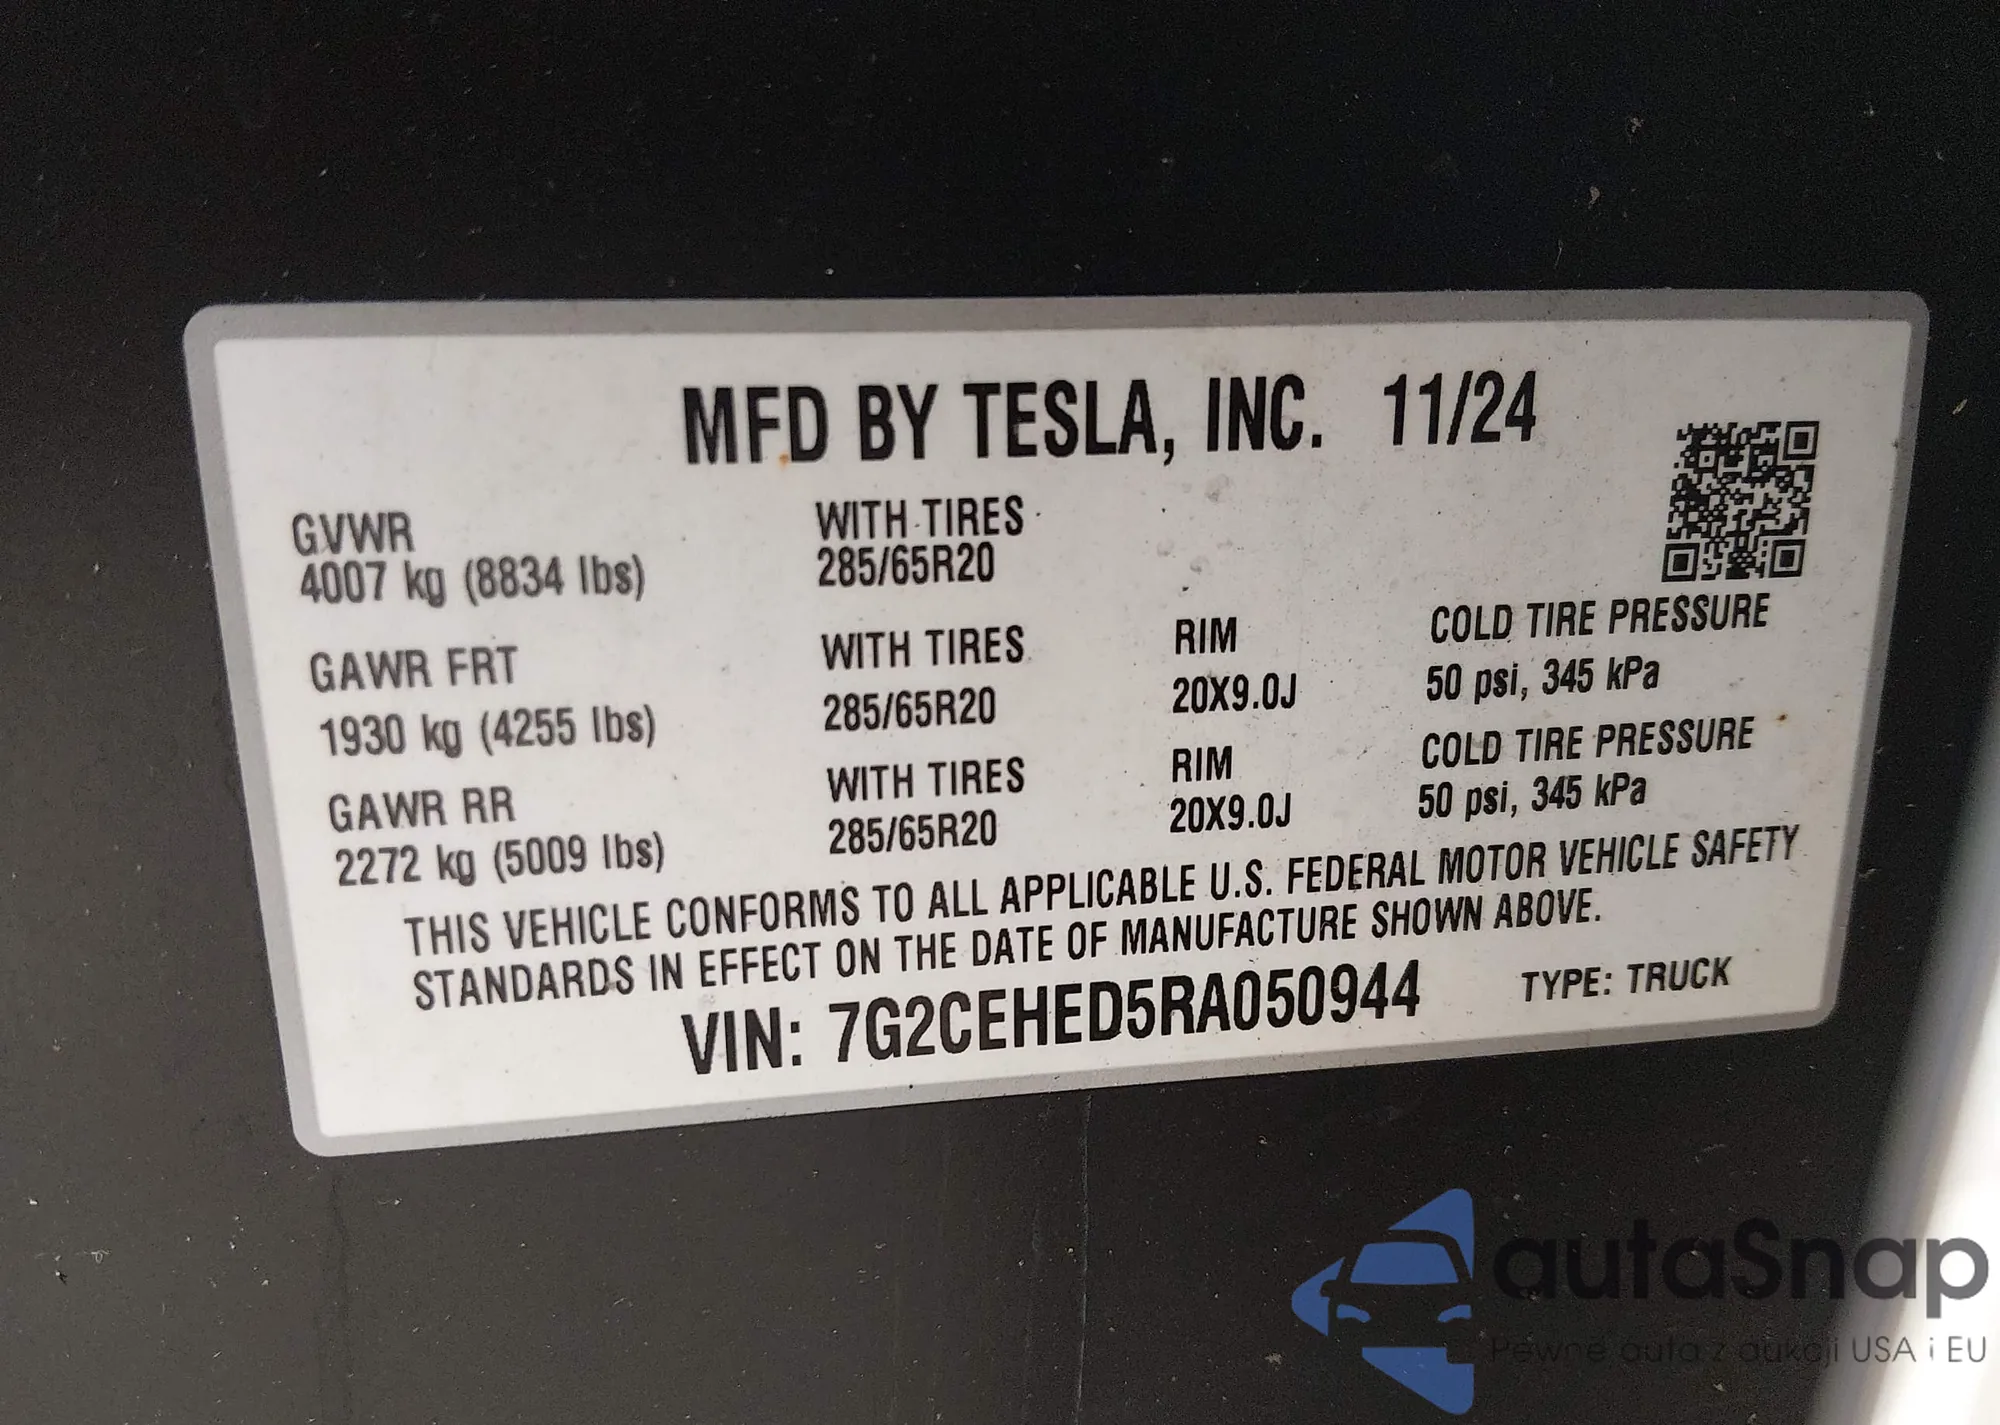 MFD BY TESLA, INC. 11/24
GVWR WITH TIRES
4007 kg (8834 lbs) 285/65R20
GAWR FRT WITH TIRES RIM COLD TIRE PRESSURE
1930 kg (4255 lbs) 285/65R20 20X9.0J 50 psi, 345 kPa
GAWR RR WITH TIRES RIM COLD TIRE PRESSURE
2272 kg (5009 lbs) 285/65R20 20X9.0J 50 psi, 345 kPa
THIS VEHICLE CONFORMS TO ALL APPLICABLE U.S. FEDERAL MOTOR VEHICLE SAFETY
STANDARDS IN EFFECT ON THE DATE OF MANUFACTURE SHOWN ABOVE.
VIN: 7G2CEHED5RA050944 TYPE: TRUCK
autaSnap
Pewne auta z aukcji USA i EU